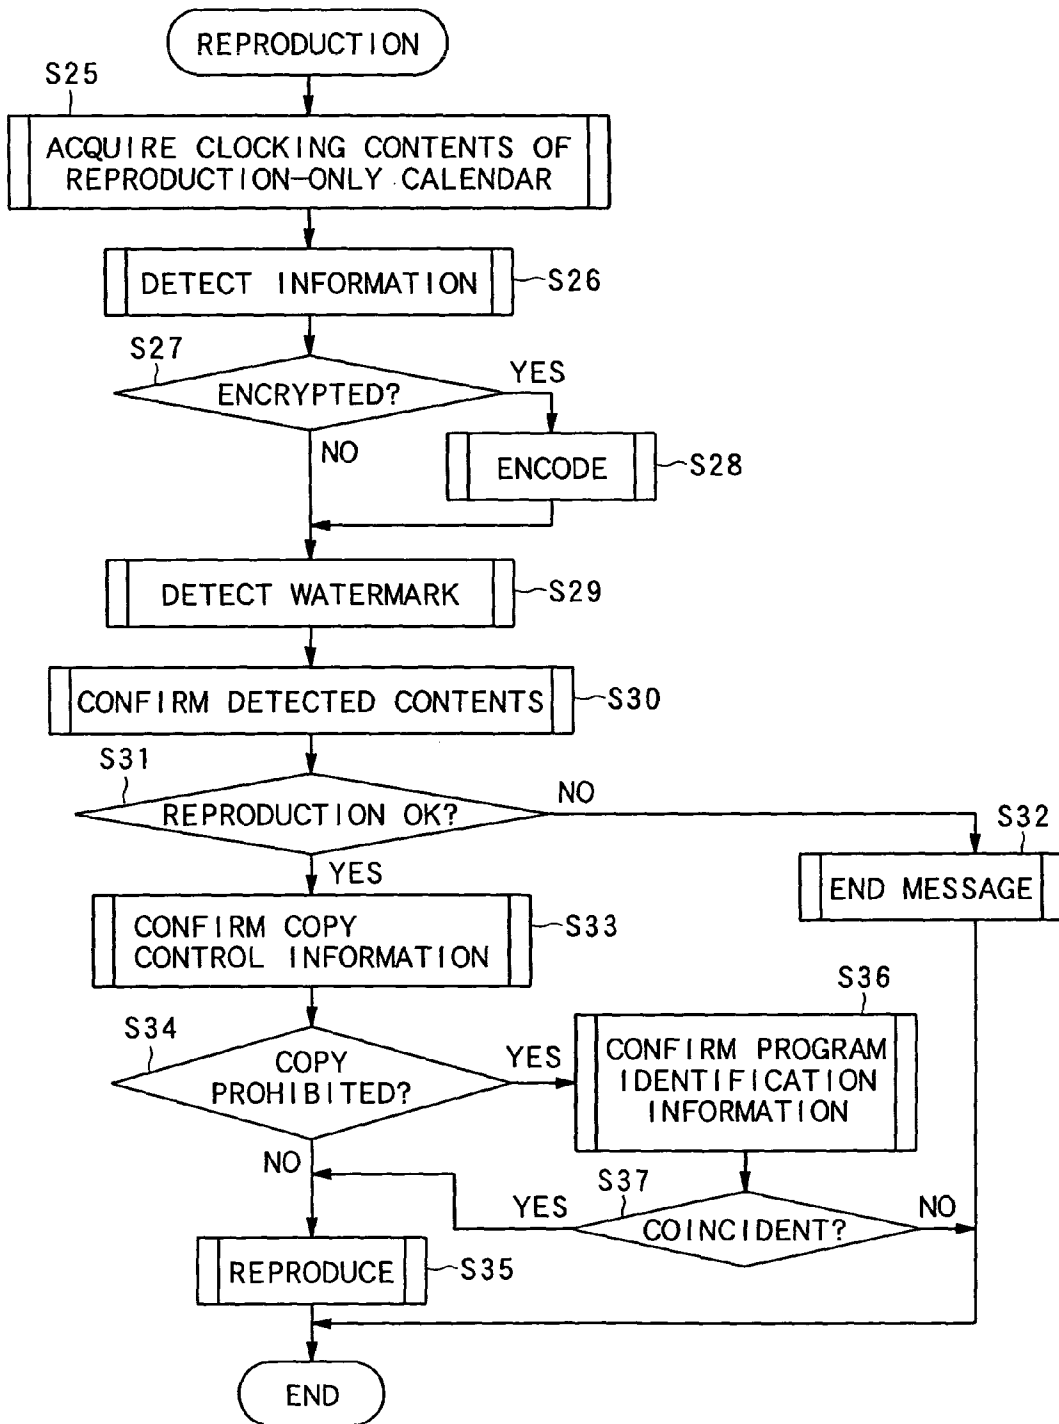 REPRODUCTION
S25
ACQUIRE CLOCKING CONTENTS OF
REPRODUCTION-ONLY CALENDAR
DETECT INFORMATION
S26
S27
ENCRYPTED?
YES
NO
ENCODE
S28
DETECT WATERMARK
S29
CONFIRM DETECTED CONTENTS
S30
S31
REPRODUCTION OK?
NO
YES
S32
END MESSAGE
CONFIRM COPY
CONTROL INFORMATION
S33
S34
COPY
PROHIBITED?
YES
NO
S36
CONFIRM PROGRAM
IDENTIFICATION
INFORMATION
S37
COINCIDENT?
YES
NO
REPRODUCE
S35
END